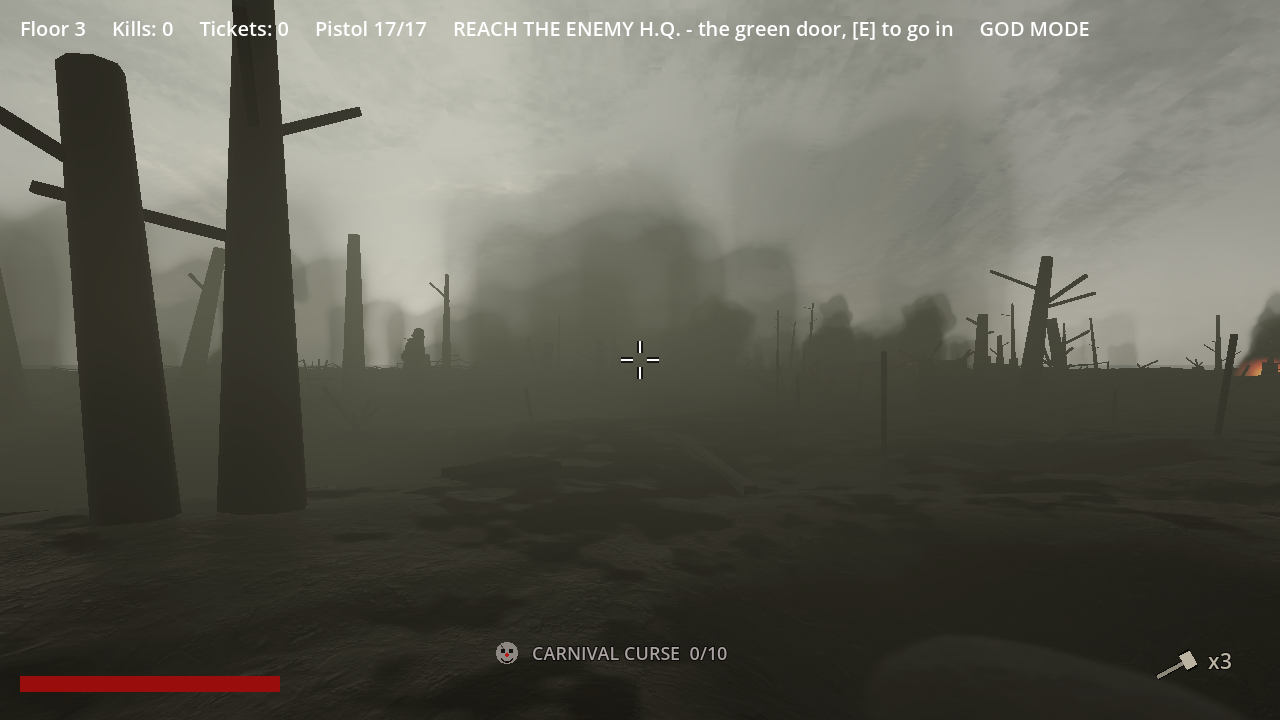 Floor 3 Kills: 0 Tickets: 0 Pistol 17/17 REACH THE ENEMY H.Q. - the green door, [E] to go in GOD MODE
CARNIVAL CURSE 0/10
x3